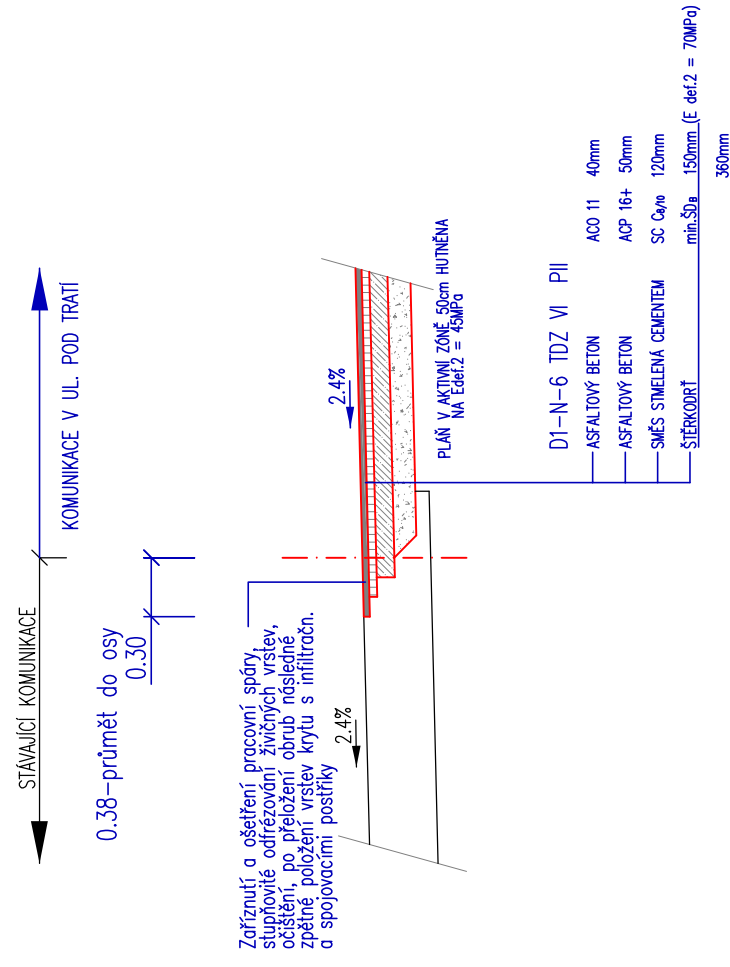 STÁVAJÍCÍ KOMUNIKACE
KOMUNIKACE V UL. POD TRATÍ
0.38-průmět do osy
0.30
Zaříznutí a ošetření pracovní spáry,
stupňovité odfrézování živičných vrstev,
očištění, po přeložení obrub následné
zpětné položení vrstev krytu s infiltračn.
a spojovacími postřiky
2.4%
2.4%
PLÁŇ V AKTIVNÍ ZÓNĚ 50cm HUTNĚNA
NA Edef.2 = 45MPa
D1-N-6 TDZ VI PII
ASFALTOVÝ BETON ACO 11 40mm
ASFALTOVÝ BETON ACP 16+ 50mm
SMĚS STMELENÁ CEMENTEM SC C8/10 120mm
ŠTĚRKODRŤ min.ŠDB 150mm (E def.2 = 70MPa)
360mm